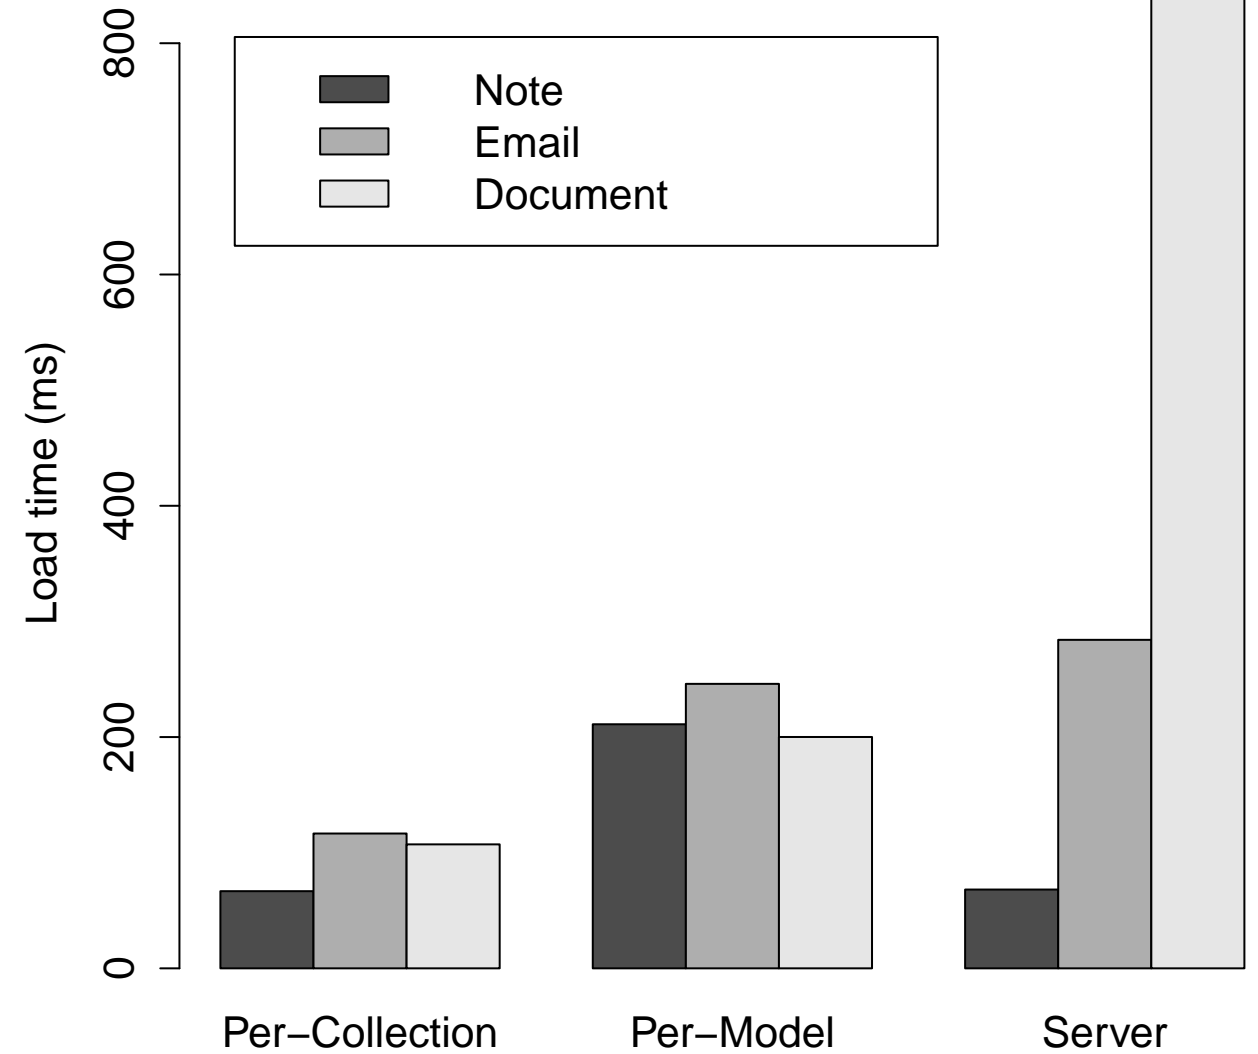 800
600
400
200
0
Load time (ms)
Note
Email
Document
Per−Collection
Per−Model
Server